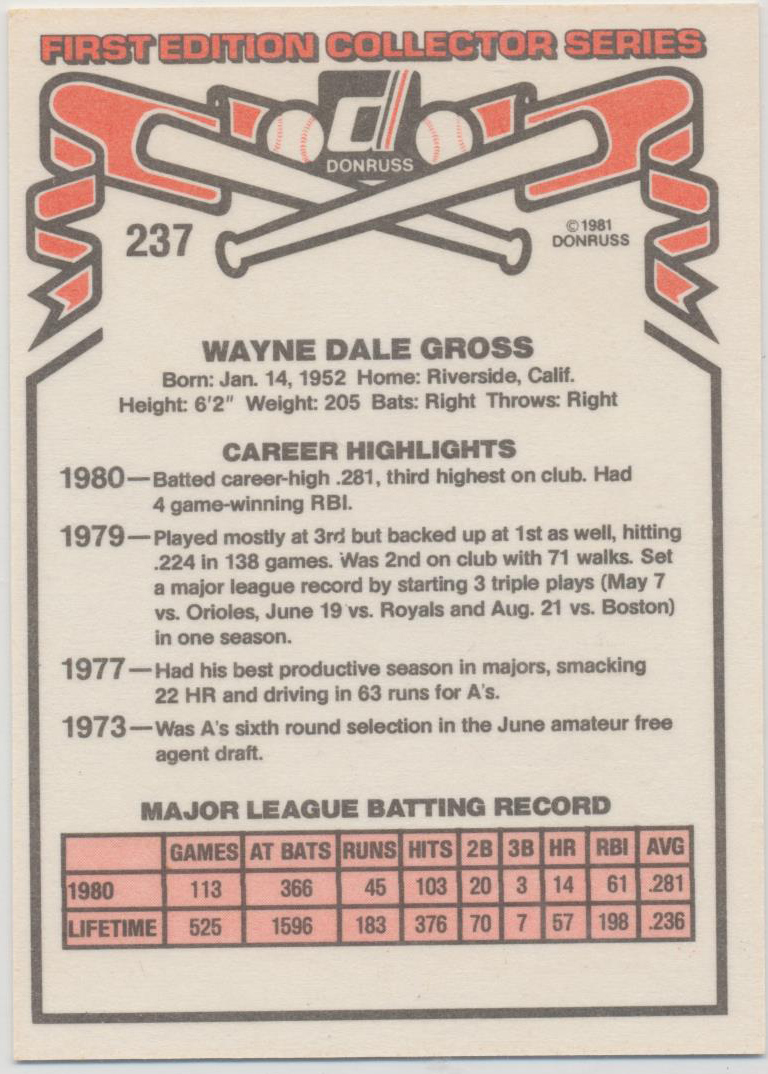 FIRST EDITION COLLECTOR SERIES
d
DONRUSS
237
©1981
DONRUSS
WAYNE DALE GROSS
Born: Jan. 14, 1952 Home: Riverside, Calif.
Height: 6'2" Weight: 205 Bats: Right Throws: Right
CAREER HIGHLIGHTS
1980—Batted career-high .281, third highest on club. Had
4 game-winning RBI.
1979—Played mostly at 3rd but backed up at 1st as well, hitting
.224 in 138 games. Was 2nd on club with 71 walks. Set
a major league record by starting 3 triple plays (May 7
vs. Orioles, June 19 vs. Royals and Aug. 21 vs. Boston)
in one season.
1977—Had his best productive season in majors, smacking
22 HR and driving in 63 runs for A's.
1973—Was A's sixth round selection in the June amateur free
agent draft.
MAJOR LEAGUE BATTING RECORD
GAMES AT BATS RUNS HITS 2B 3B HR RBI AVG
1980 113 366 45 103 20 3 14 61 .281
LIFETIME 525 1596 183 376 70 7 57 198 .236